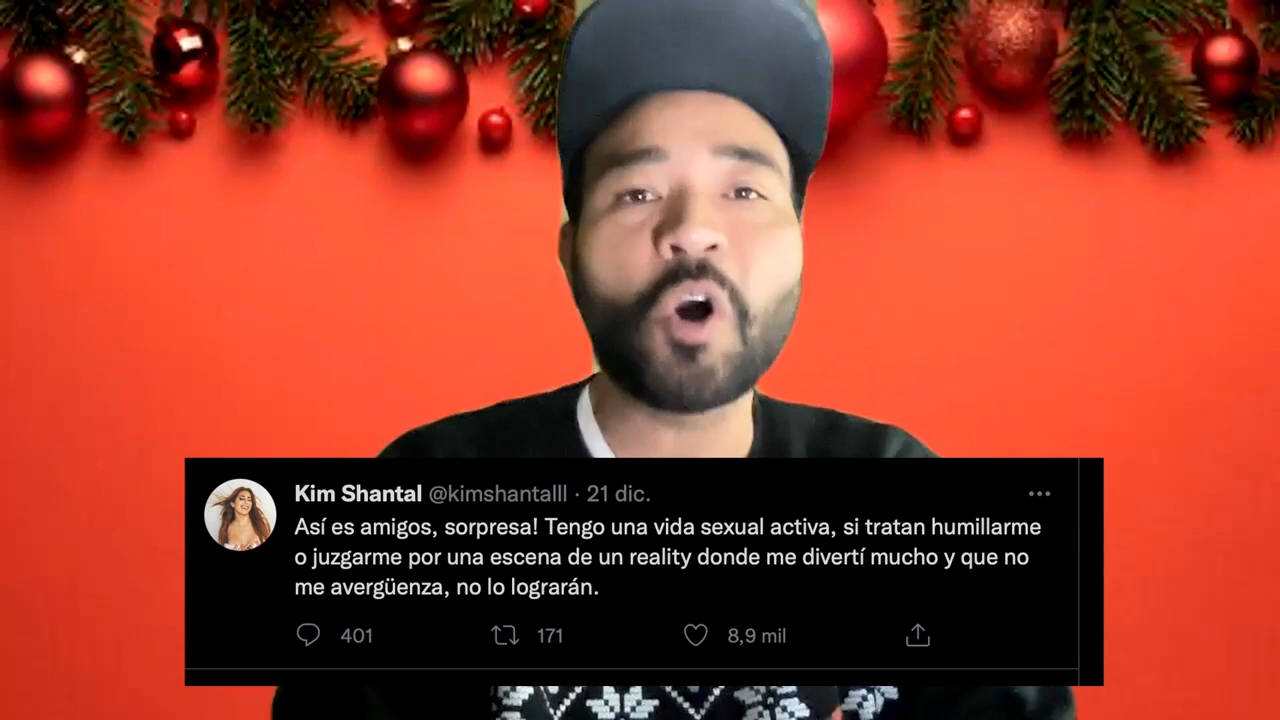 Kim Shantal @kimshantalll · 21 dic.
Así es amigos, sorpresa! Tengo una vida sexual activa, si tratan humillarme
o juzgarme por una escena de un reality donde me divertí mucho y que no
me avergüenza, no lo lograrán.
401 171 8,9 mil